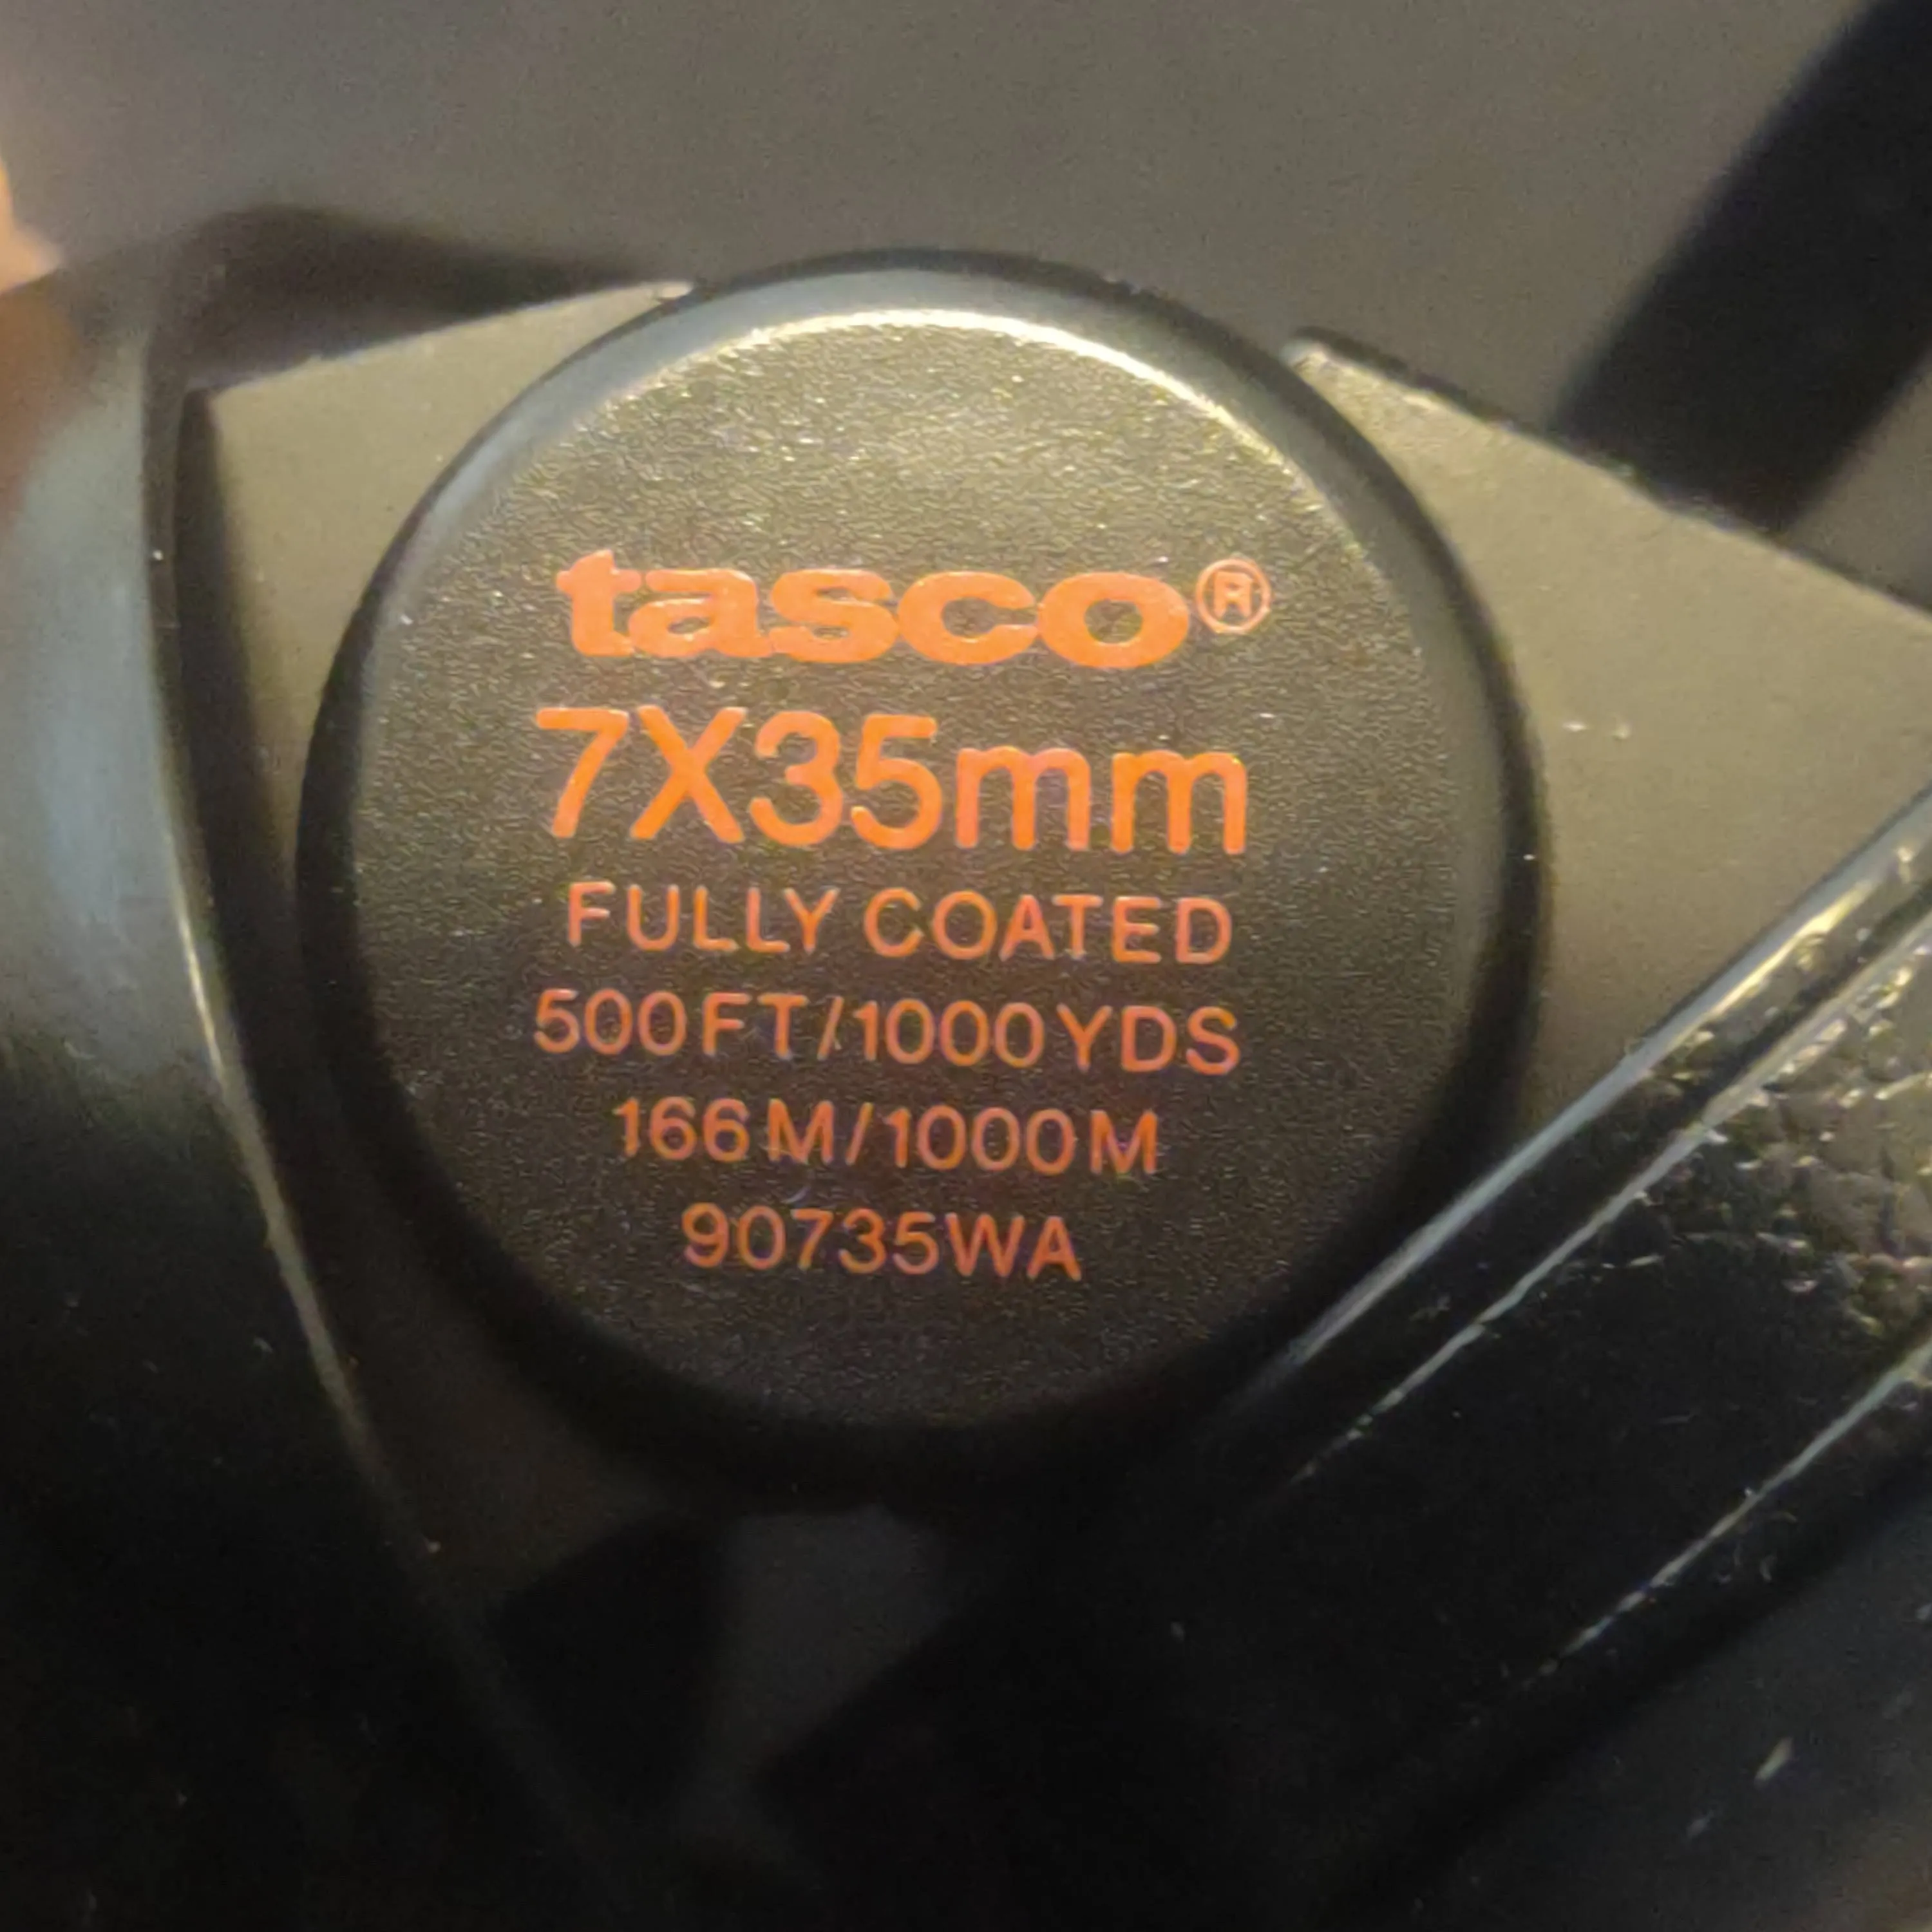 tasco®
7X35mm
FULLY COATED
500FT/1000YDS
166M/1000M
90735WA